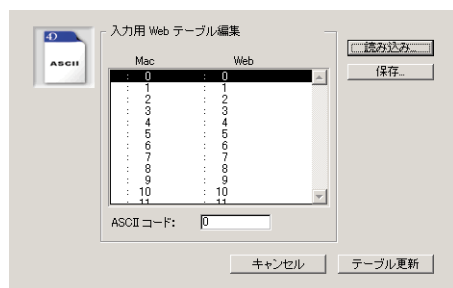 4D
ASCII
入力用 Web テーブル編集
Mac Web
: 0 : 0
: 1 : 1
: 2 : 2
: 3 : 3
: 4 : 4
: 5 : 5
: 6 : 6
: 7 : 7
: 8 : 8
: 9 : 9
: 10 : 10
: 11 : 11
ASCII コード: 0
読み込み...
保存...
キャンセル テーブル更新